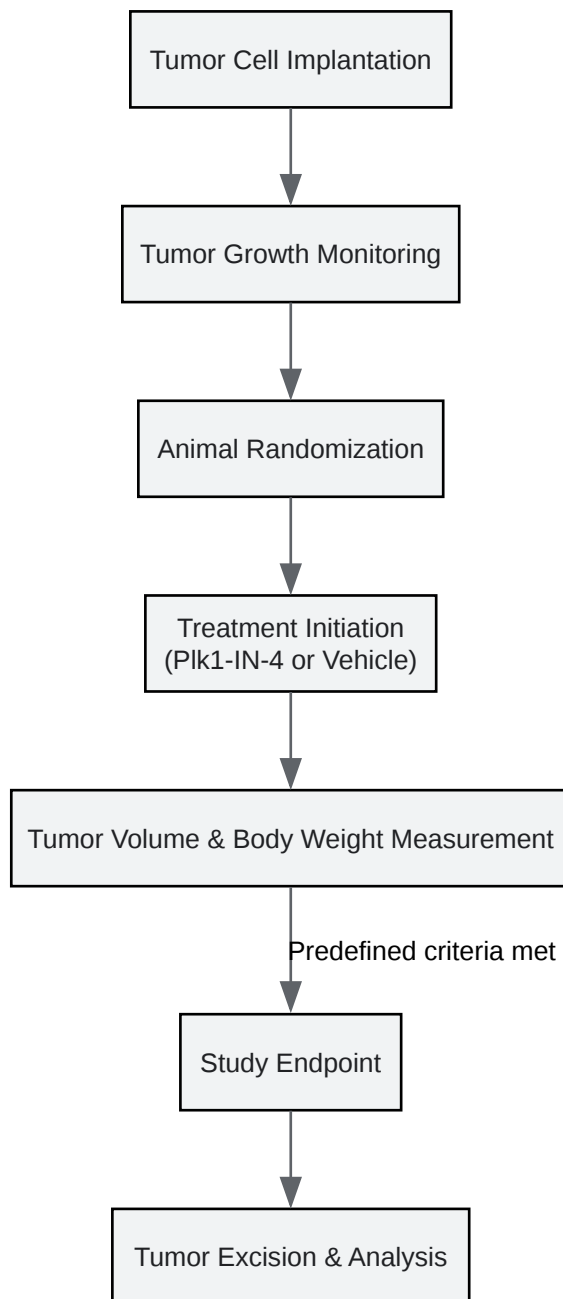 Tumor Cell Implantation
Tumor Growth Monitoring
Animal Randomization
Treatment Initiation
(Plk1-IN-4 or Vehicle)
Tumor Volume & Body Weight Measurement
Predefined criteria met
Study Endpoint
Tumor Excision & Analysis